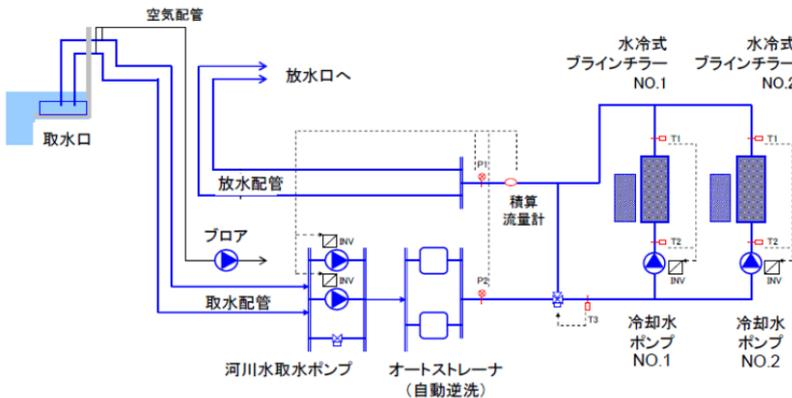 空気配管
水冷式
ブラインチラー
NO.1
水冷式
ブラインチラー
NO.2
放水口へ
取水口
T1
T1
P1
放水配管
積算
流量計
ブロア
INV
T2
T2
INV
P2
INV
INV
取水配管
T3
冷却水
ポンプ
NO.1
冷却水
ポンプ
NO.2
河川水取水ポンプ
オートストレーナ
（自動逆洗）